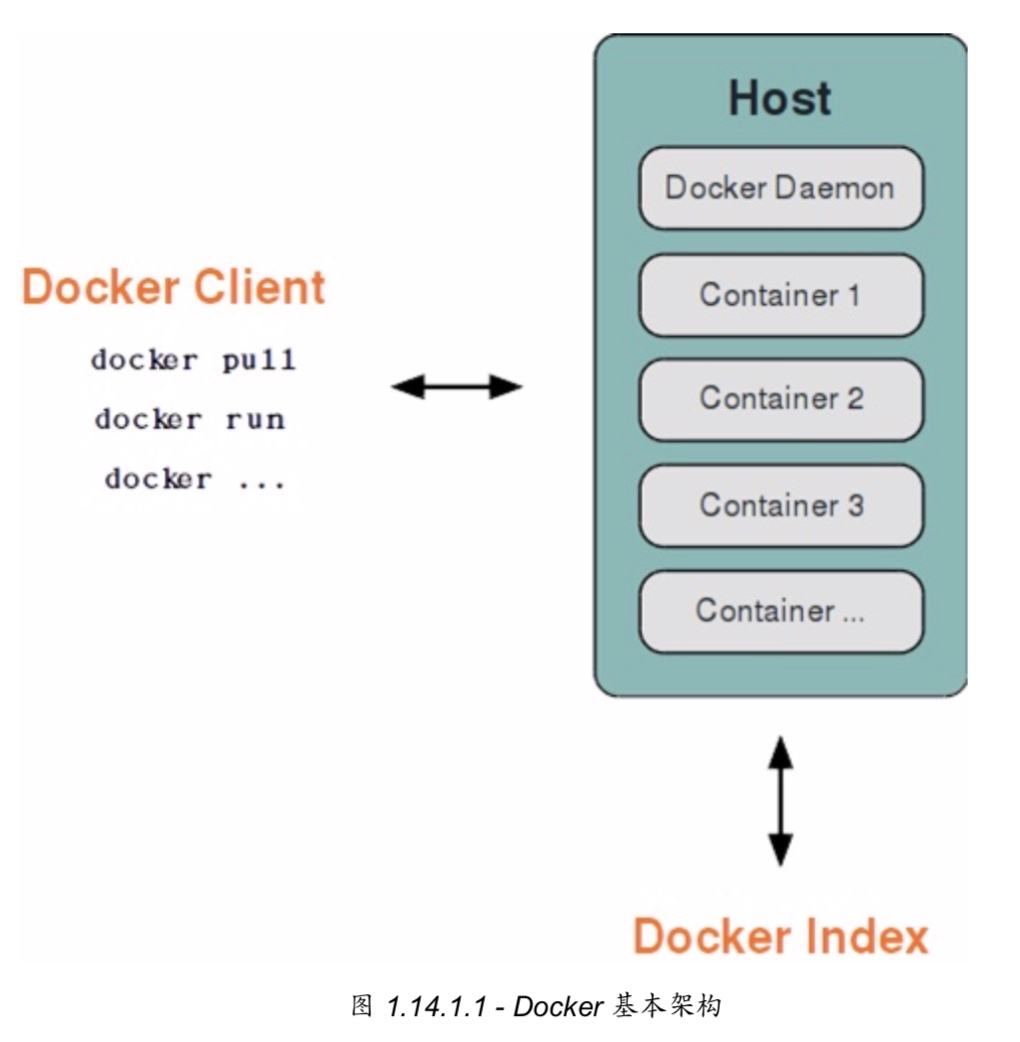 Docker Client
docker pull
docker run
docker ...
Host
Docker Daemon
Container 1
Container 2
Container 3
Container ...
Docker Index
图 1.14.1.1 - Docker 基本架构